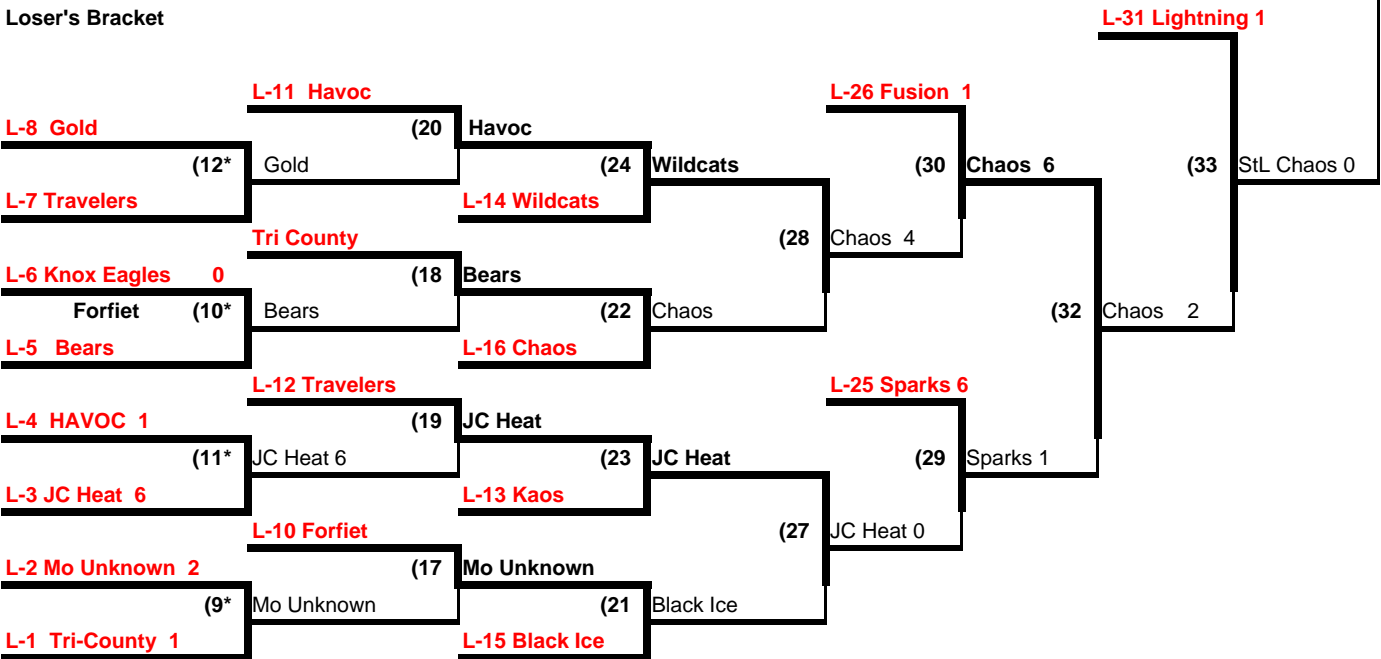 Loser's Bracket
L-31 Lightning 1
L-11 Havoc
L-26 Fusion 1
L-8 Gold
(20 Havoc
(12* Gold
(24 Wildcats
(30 Chaos 6
(33 StL Chaos 0
L-7 Travelers
L-14 Wildcats
Tri County
(28 Chaos 4
L-6 Knox Eagles 0
(18 Bears
Forfiet (10* Bears
(22 Chaos
(32 Chaos 2
L-5 Bears
L-16 Chaos
L-12 Travelers
L-25 Sparks 6
L-4 HAVOC 1
(19 JC Heat
(11* JC Heat 6
(23 JC Heat
(29 Sparks 1
L-3 JC Heat 6
L-13 Kaos
L-10 Forfiet
(27 JC Heat 0
L-2 Mo Unknown 2
(17 Mo Unknown
(9* Mo Unknown
(21 Black Ice
L-1 Tri-County 1
L-15 Black Ice